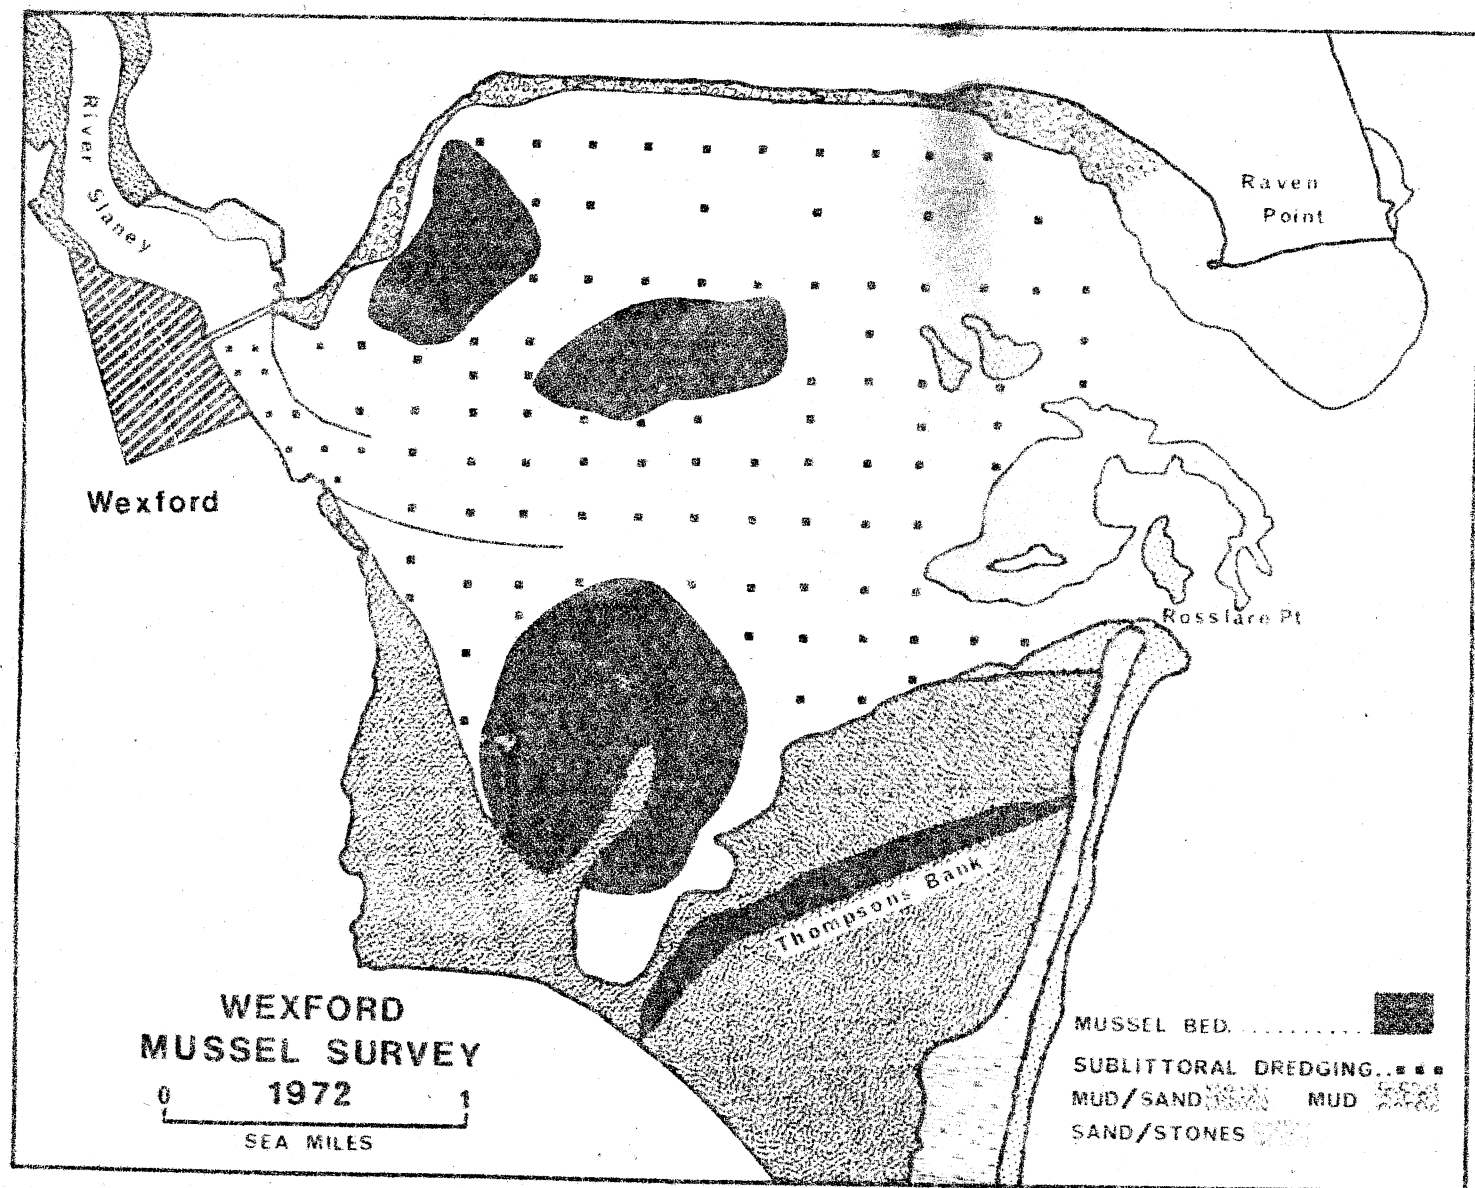 River Slaney
Raven
Point
Wexford
Rosslare Pt
Thompsons Bank
WEXFORD
MUSSEL SURVEY
1972
0 1
SEA MILES
MUSSEL BED............
SUBLITTORAL DREDGING..
MUD/SAND MUD
SAND/STONES